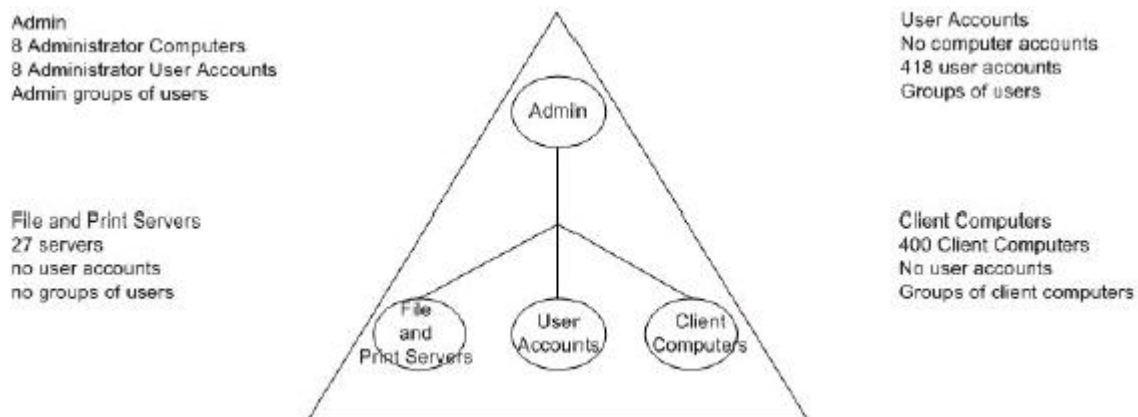 Admin
8 Administrator Computers
8 Administrator User Accounts
Admin groups of users
User Accounts
No computer accounts
418 user accounts
Groups of users
Admin
File and Print Servers
27 servers
no user accounts
no groups of users
Client Computers
400 Client Computers
No user accounts
Groups of client computers
File
and
Print Servers
User
Accounts
Client
Computers